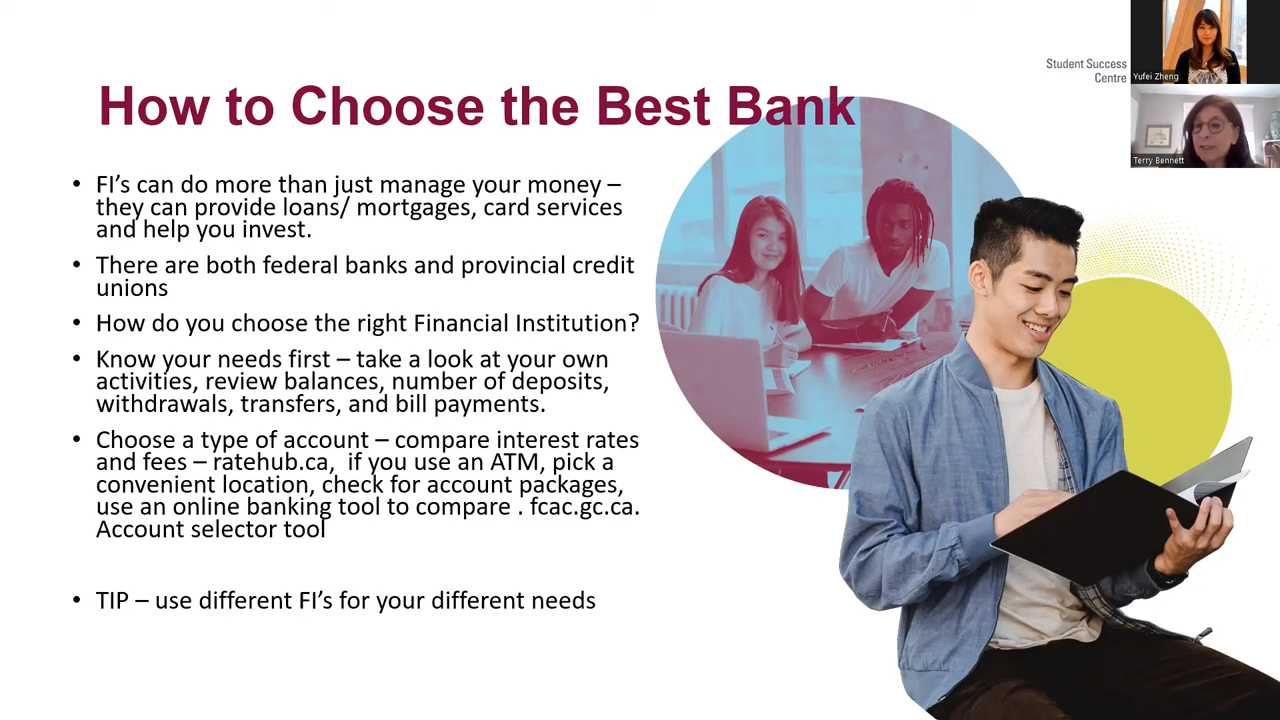 Student Success
Centre
Yufei Zheng
Terry Bennett
How to Choose the Best Bank
• FI’s can do more than just manage your money –
they can provide loans/ mortgages, card services
and help you invest.
• There are both federal banks and provincial credit
unions
• How do you choose the right Financial Institution?
• Know your needs first – take a look at your own
activities, review balances, number of deposits,
withdrawals, transfers, and bill payments.
• Choose a type of account – compare interest rates
and fees – ratehub.ca,  if you use an ATM, pick a
convenient location, check for account packages,
use an online banking tool to compare . fcac.gc.ca.
Account selector tool
• TIP – use different FI’s for your different needs